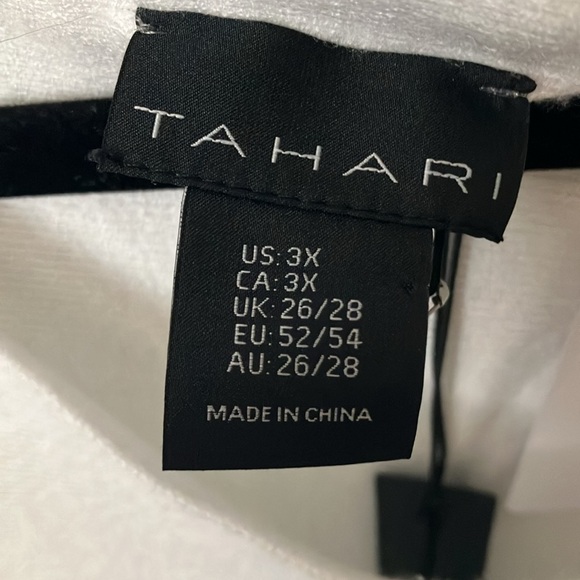 TAHARI
US: 3X
CA: 3X
UK: 26/28
EU: 52/54
AU: 26/28
MADE IN CHINA